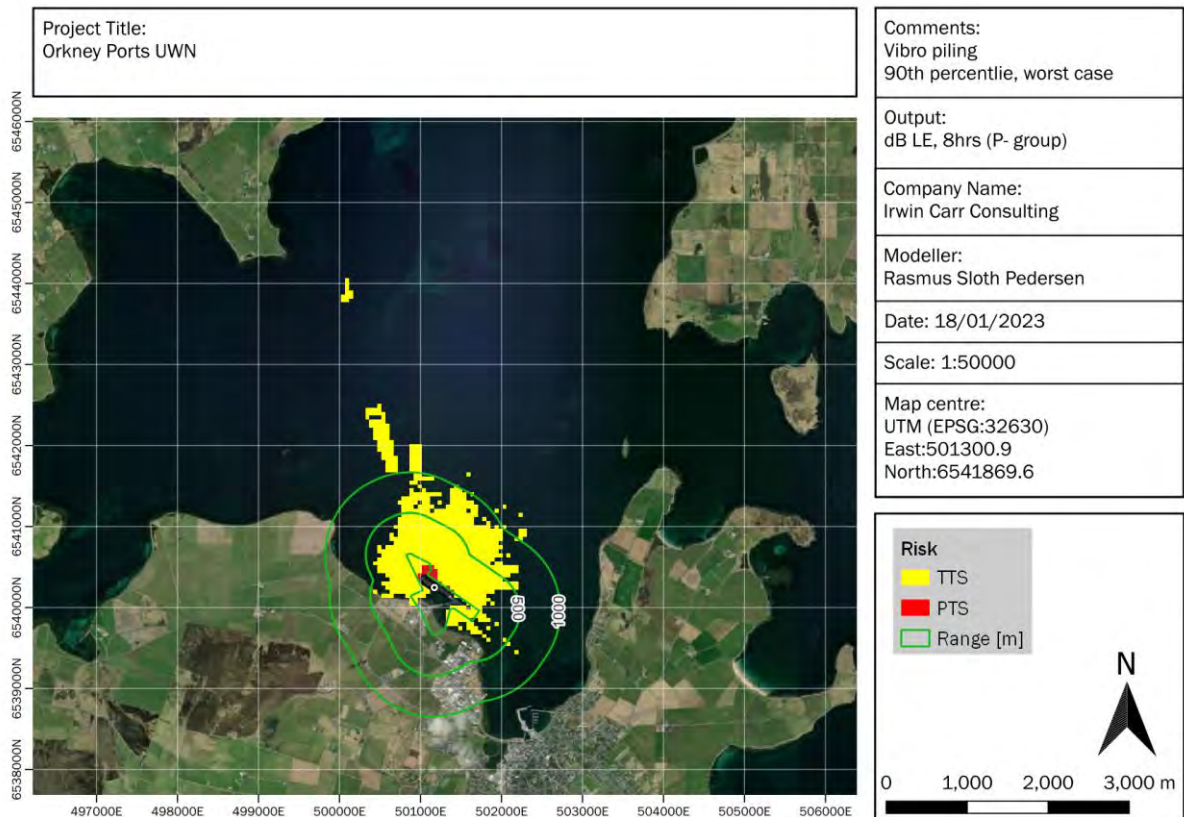 Project Title:
Orkney Ports UWN
Comments:
Vibro piling
90th percentlie, worst case
Output:
dB LE, 8hrs (P- group)
Company Name:
Irwin Carr Consulting
Modeller:
Rasmus Sloth Pedersen
Date: 18/01/2023
Scale: 1:50000
Map centre:
UTM (EPSG:32630)
East:501300.9
North:6541869.6
6546000N
6545000N
6544000N
6543000N
6542000N
6541000N
6540000N
6539000N
6538000N
500
1000
497000E
498000E
499000E
500000E
501000E
502000E
503000E
504000E
505000E
506000E
Risk
TTS
PTS
Range [m]
N
0 1,000 2,000 3,000 m